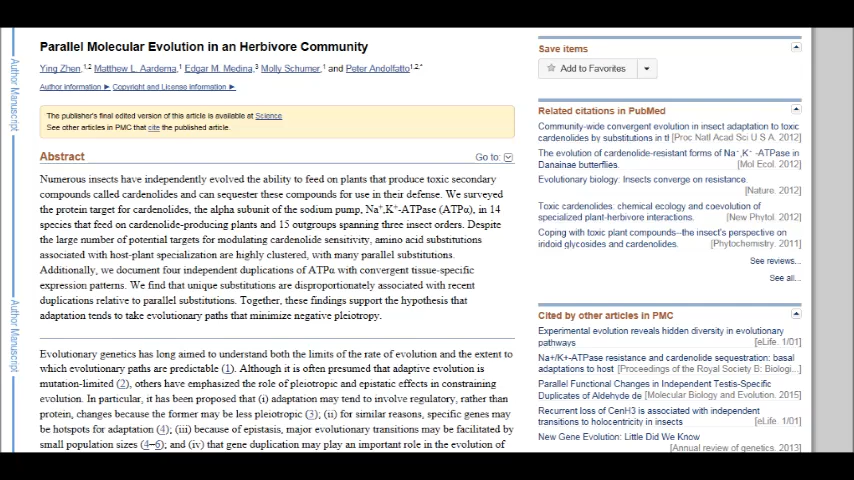 Parallel Molecular Evolution in an Herbivore Community
Ying Zhen,1,2 Matthew L. Aardema,1 Edgar M. Medina,3 Molly Schumer,1 and Peter Andolfatto1,2,*
Author information ▶ Copyright and License information ▶
The publisher's final edited version of this article is available at Science
See other articles in PMC that cite the published article.
Abstract
Go to:
Numerous insects have independently evolved the ability to feed on plants that produce toxic secondary
compounds called cardenolides and can sequester these compounds for use in their defense. We surveyed
the protein target for cardenolides, the alpha subunit of the sodium pump, Na+,K+-ATPase (ATPα), in 14
species that feed on cardenolide-producing plants and 15 outgroups spanning three insect orders. Despite
the large number of potential targets for modulating cardenolide sensitivity, amino acid substitutions
associated with host-plant specialization are highly clustered, with many parallel substitutions.
Additionally, we document four independent duplications of ATPα with convergent tissue-specific
expression patterns. We find that unique substitutions are disproportionately associated with recent
duplications relative to parallel substitutions. Together, these findings support the hypothesis that
adaptation tends to take evolutionary paths that minimize negative pleiotropy.
Evolutionary genetics has long aimed to understand both the limits of the rate of evolution and the extent to
which evolutionary paths are predictable (1). Although it is often presumed that adaptive evolution is
mutation-limited (2), others have emphasized the role of pleiotropic and epistatic effects in constraining
evolution. In particular, it has been proposed that (i) adaptation may tend to involve regulatory, rather than
protein, changes because the former may be less pleiotropic (3); (ii) for similar reasons, specific genes may
be hotspots for adaptation (4); (iii) because of epistasis, major evolutionary transitions may be facilitated by
small population sizes (4–6); and (iv) that gene duplication may play an important role in the evolution of
Author Manuscript
Author Manuscript
Save items
Add to Favorites
Related citations in PubMed
Community-wide convergent evolution in insect adaptation to toxic
cardenolides by substitutions in tl [Proc Natl Acad Sci U S A. 2012]
The evolution of cardenolide-resistant forms of Na⁺,K⁺ -ATPase in
Danainae butterflies. [Mol Ecol. 2012]
Evolutionary biology: Insects converge on resistance.
[Nature. 2012]
Toxic cardenolides: chemical ecology and coevolution of
specialized plant-herbivore interactions. [New Phytol. 2012]
Coping with toxic plant compounds--the insect's perspective on
iridoid glycosides and cardenolides. [Phytochemistry. 2011]
See reviews...
See all...
Cited by other articles in PMC
Experimental evolution reveals hidden diversity in evolutionary
pathways [eLife. 1/01]
Na+/K+-ATPase resistance and cardenolide sequestration: basal
adaptations to host [Proceedings of the Royal Society B: Biologi...]
Parallel Functional Changes in Independent Testis-Specific
Duplicates of Aldehyde de [Molecular Biology and Evolution. 2015]
Recurrent loss of CenH3 is associated with independent
transitions to holocentricity in insects [eLife. 1/01]
New Gene Evolution: Little Did We Know
[Annual review of genetics. 2013]